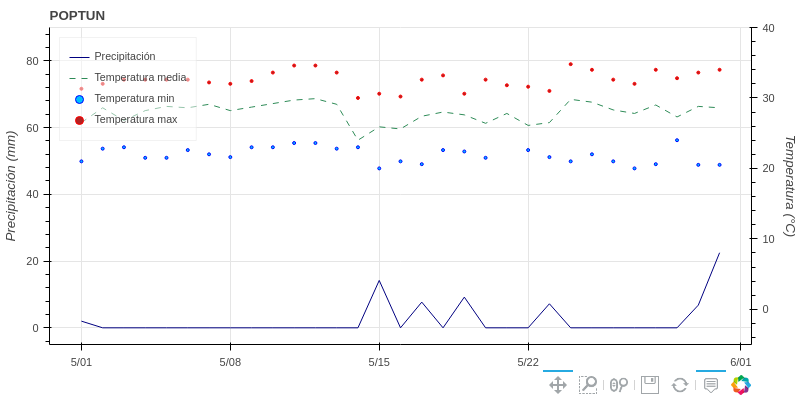 POPTUN
Precipitación
Temperatura media
Temperatura min
Temperatura max
Precipitación (mm)
80
60
40
20
0
40
30
20
10
0
Temperatura (°C)
5/01
5/08
5/15
5/22
6/01